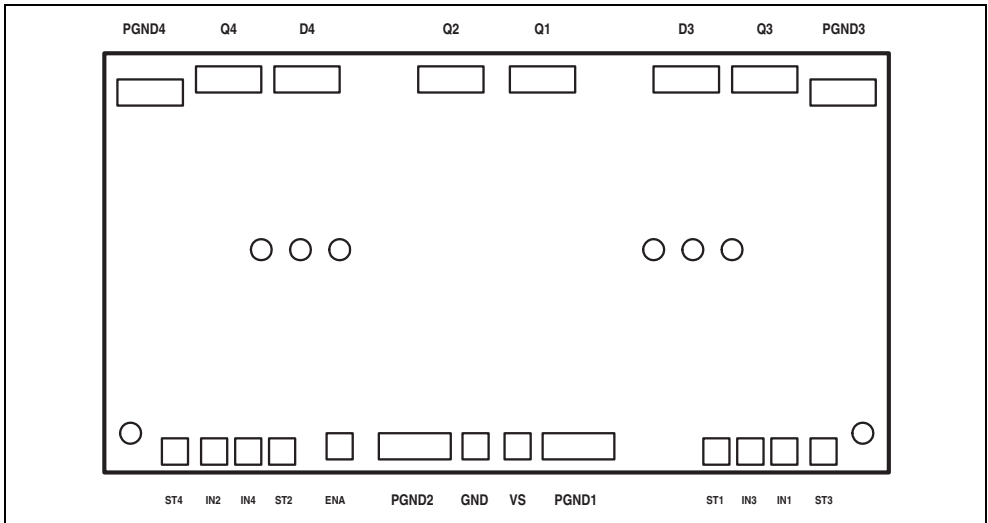 PGND4 Q4 D4 Q2 Q1 D3 Q3 PGND3
ST4 IN2 IN4 ST2 ENA PGND2 GND VS PGND1 ST1 IN3 IN1 ST3